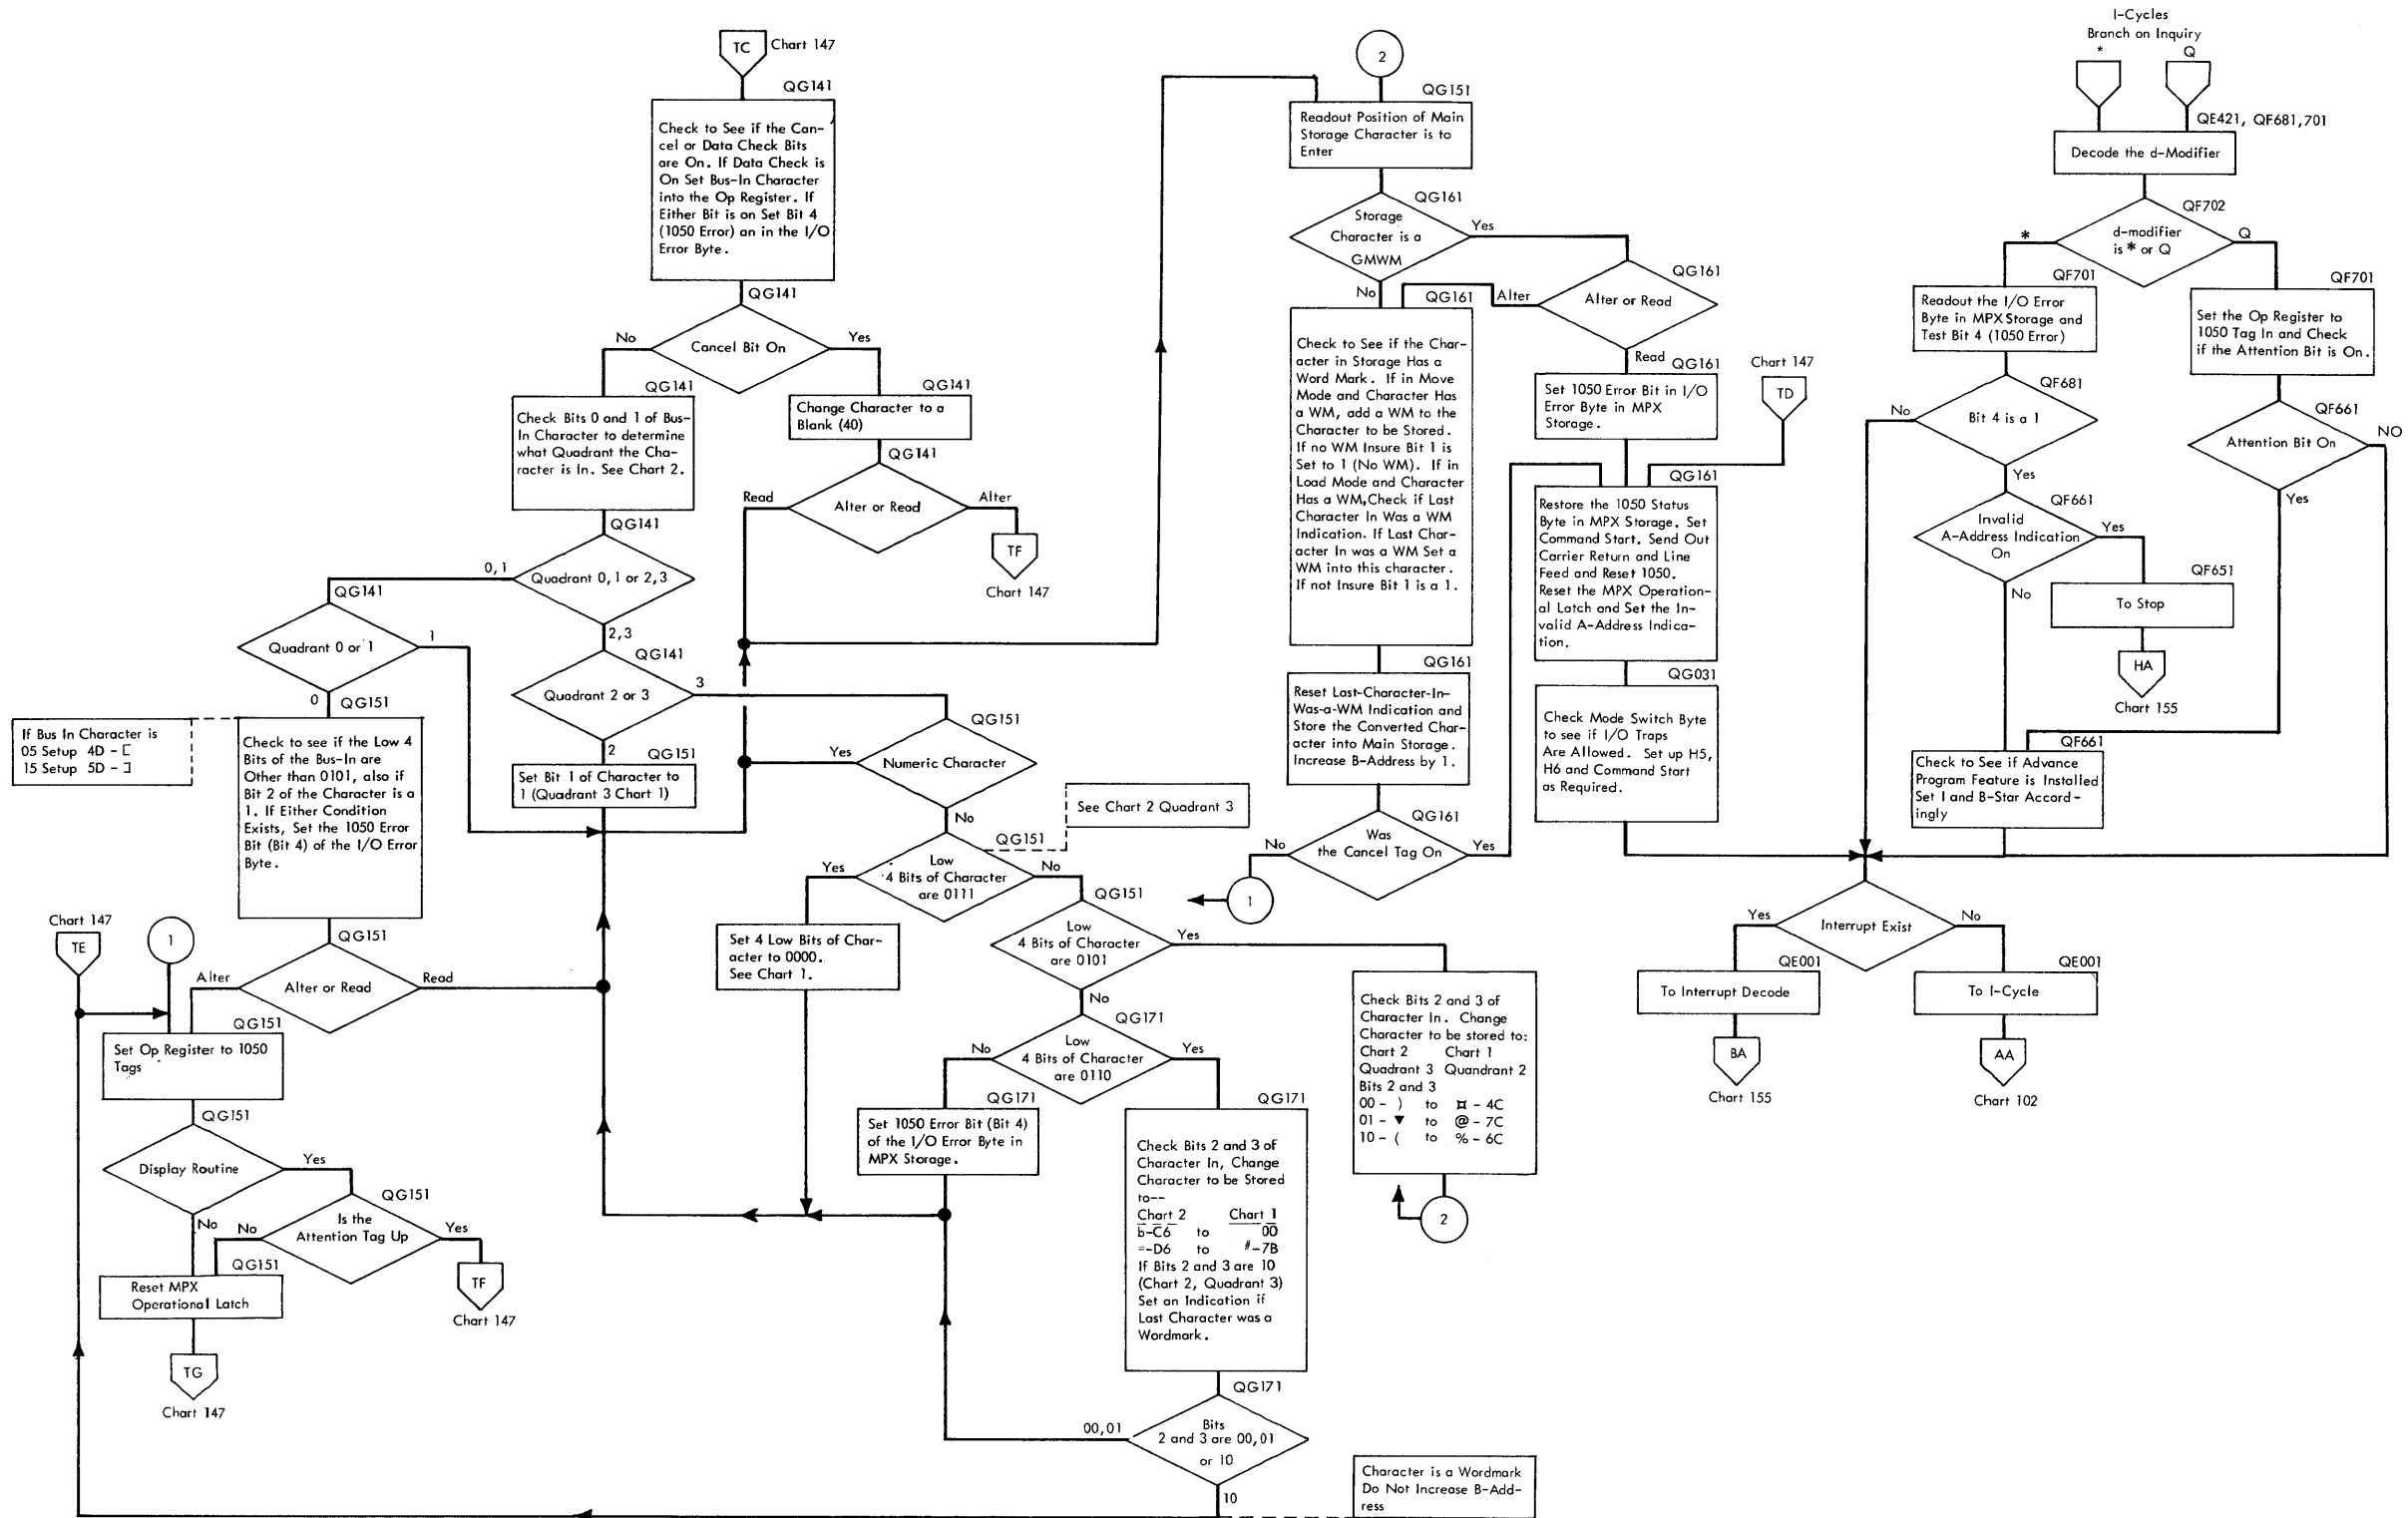 TC
Chart 147
QG141
Check to See if the Can-
cel or Data Check Bits
are On. If Data Check is
On Set Bus-In Character
into the Op Register. If
Either Bit is on Set Bit 4
(1050 Error) an in the I/O
Error Byte.
QG141
Cancel Bit On
No
Yes
QG141
Check Bits 0 and 1 of Bus-
In Character to determine
what Quadrant the Cha-
racter is In. See Chart 2.
QG141
Change Character to a
Blank (40)
QG141
Alter or Read
Read
Alter
TF
Chart 147
QG141
Quadrant 0,1 or 2,3
0,1
2,3
QG141
Quadrant 0 or 1
1
0
QG141
Quadrant 2 or 3
3
2
QG151
If Bus In Character is
05 Setup 4D - [
15 Setup 5D - ]
Check to see if the Low 4
Bits of the Bus-In are
Other than 0101, also if
Bit 2 of the Character is a
1. If Either Condition
Exists, Set the 1050 Error
Bit (Bit 4) of the I/O Error
Byte.
QG151
Set Bit 1 of Character to
1 (Quadrant 3 Chart 1)
QG151
Numeric Character
Yes
No
QG151
See Chart 2 Quadrant 3
Low
4 Bits of Character
are 0111
Yes
No
Set 4 Low Bits of Char-
acter to 0000.
See Chart 1.
QG151
Low
4 Bits of Character
are 0101
Yes
No
QG171
Low
4 Bits of Character
are 0110
No
Yes
QG171
Set 1050 Error Bit (Bit 4)
of the I/O Error Byte in
MPX Storage.
QG171
Check Bits 2 and 3 of
Character In, Change
Character to be Stored
to--
Chart 2 Chart 1
b-C6 to 00
=-D6 to #-7B
If Bits 2 and 3 are 10
(Chart 2, Quadrant 3)
Set an Indication if
Last Character was a
Wordmark.
QG171
Bits
2 and 3 are 00,01
or 10
00,01
10
Character is a Wordmark
Do Not Increase B-Add-
ress
Check Bits 2 and 3 of
Character In. Change
Character to be stored to:
Chart 2 Chart 1
Quadrant 3 Quandrant 2
Bits 2 and 3
00 - ) to ⌑ - 4C
01 - ▼ to @ - 7C
10 - ( to % - 6C
2
Chart 147
TE
1
QG151
Alter or Read
Alter
Read
QG151
Set Op Register to 1050
Tags
QG151
Display Routine
Yes
No
QG151
Is the
Attention Tag Up
No
Yes
TF
Chart 147
QG151
Reset MPX
Operational Latch
TG
Chart 147
2
QG151
Readout Position of Main
Storage Character is to
Enter
QG161
Storage
Character is a
GMWM
Yes
No
QG161
Alter or Read
Alter
Read
QG161
Check to See if the Char-
acter in Storage Has a
Word Mark. If in Move
Mode and Character Has
a WM, add a WM to the
Character to be Stored.
If no WM Insure Bit 1 is
Set to 1 (No WM). If in
Load Mode and Character
Has a WM,Check if Last
Character In Was a WM
Indication. If Last Char-
acter In was a WM Set a
WM into this character.
If not Insure Bit 1 is a 1.
QG161
Reset Last-Character-In-
Was-a-WM Indication and
Store the Converted Char-
acter into Main Storage.
Increase B-Address by 1.
QG161
Was
the Cancel Tag On
No
Yes
1
QG161
Set 1050 Error Bit in I/O
Error Byte in MPX
Storage.
Chart 147
TD
QG161
Restore the 1050 Status
Byte in MPX Storage. Set
Command Start. Send Out
Carrier Return and Line
Feed and Reset 1050.
Reset the MPX Operation-
al Latch and Set the In-
valid A-Address Indica-
tion.
QG031
Check Mode Switch Byte
to see if I/O Traps
Are Allowed. Set up H5,
H6 and Command Start
as Required.
I-Cycles
Branch on Inquiry
* Q
QE421, QF681,701
Decode the d-Modifier
QF702
d-modifier
is * or Q
*
Q
QF701
Readout the I/O Error
Byte in MPX Storage and
Test Bit 4 (1050 Error)
QF701
Set the Op Register to
1050 Tag In and Check
if the Attention Bit is On.
QF681
Bit 4 is a 1
No
Yes
QF661
Attention Bit On
NO
Yes
QF661
Invalid
A-Address Indication
On
Yes
No
QF651
To Stop
HA
Chart 155
QF661
Check to See if Advance
Program Feature is Installed
Set I and B-Star Accord-
ingly
Interrupt Exist
Yes
No
QE001
To Interrupt Decode
BA
Chart 155
QE001
To I-Cycle
AA
Chart 102